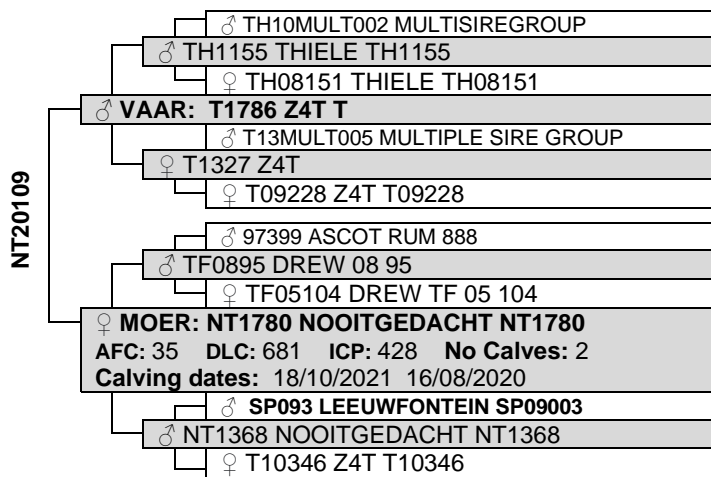 ♂ TH10MULT002 MULTISIREGROUP
♂ TH1155 THIELE TH1155
♀ TH08151 THIELE TH08151
♂ VAAR: T1786 Z4T T
♂ T13MULT005 MULTIPLE SIRE GROUP
♀ T1327 Z4T
♀ T09228 Z4T T09228
NT20109
♂ 97399 ASCOT RUM 888
♂ TF0895 DREW 08 95
♀ TF05104 DREW TF 05 104
♀ MOER: NT1780 NOOITGEDACHT NT1780
AFC: 35 DLC: 681 ICP: 428 No Calves: 2
Calving dates: 18/10/2021 16/08/2020
♂ SP093 LEEUWFONTEIN SP09003
♂ NT1368 NOOITGEDACHT NT1368
♀ T10346 Z4T T10346